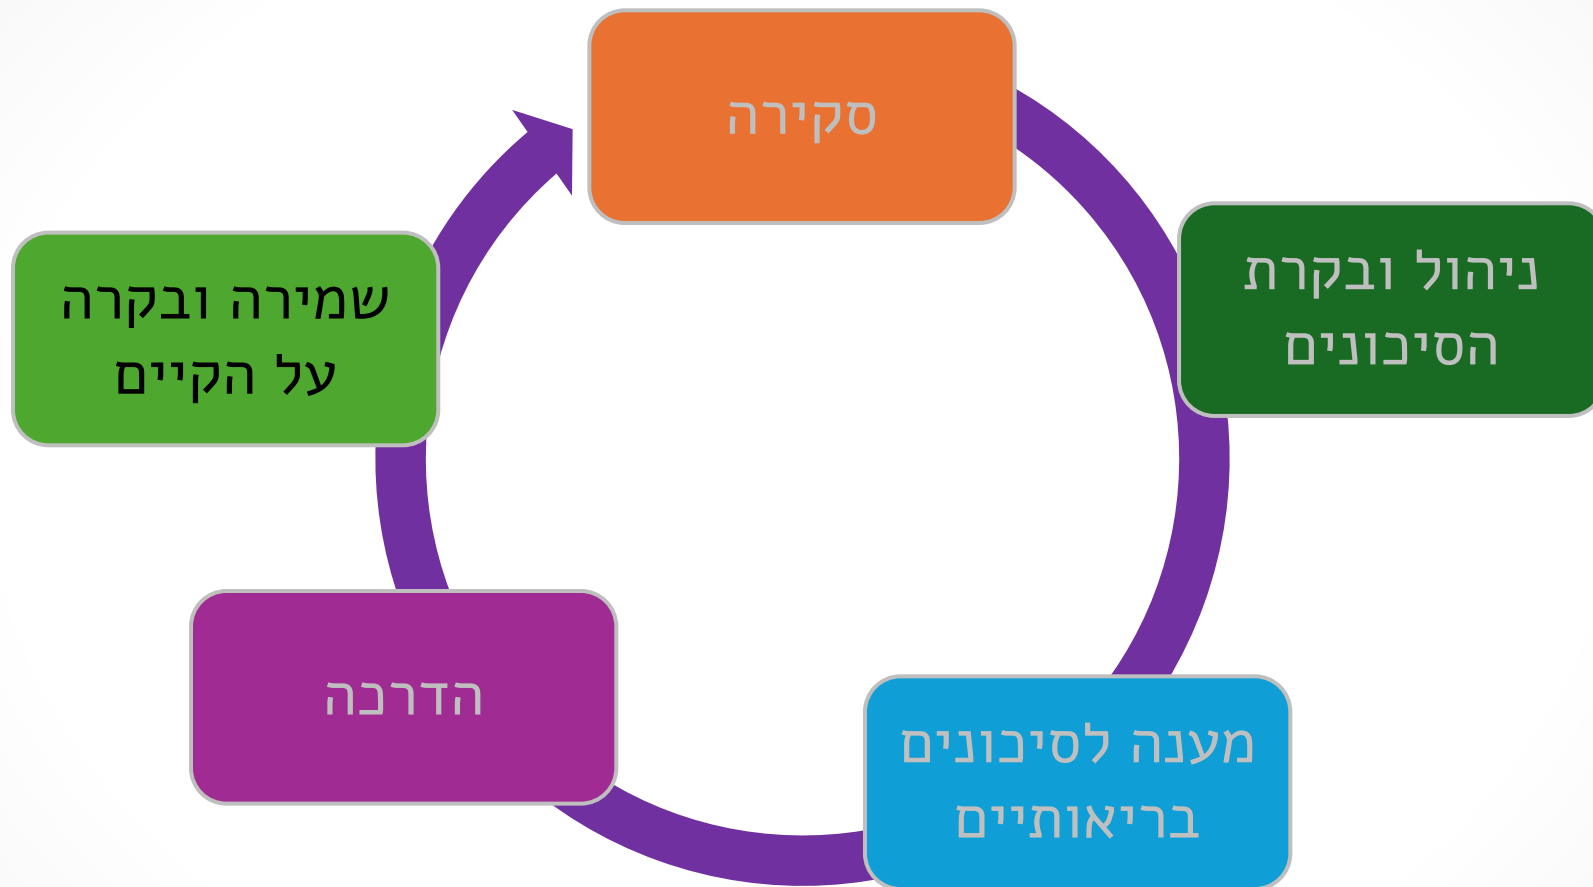 סקירה
ניהול ובקרת
הסיכונים
מענה לסיכונים
בריאותיים
הדרכה
שמירה ובקרה
על הקיים